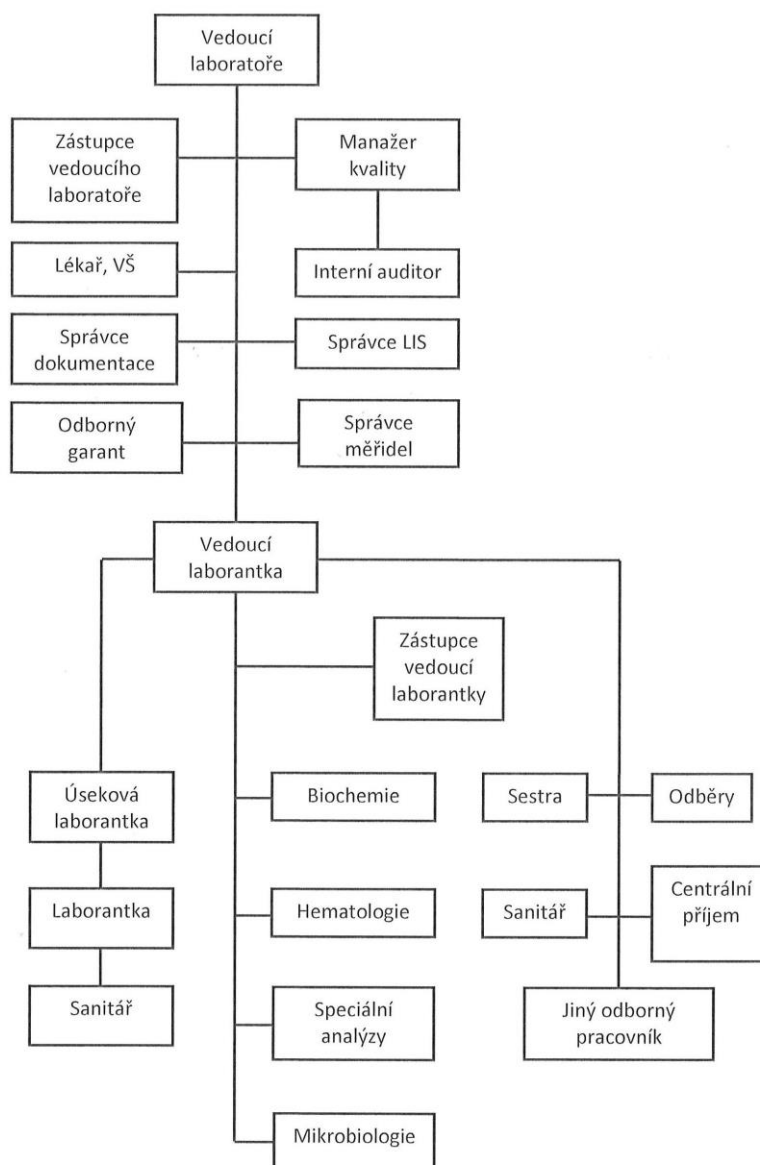 Vedoucí
laboratoře
Zástupce
vedoucího
laboratoře
Manažer
kvality
Lékař, VŠ
Interní auditor
Správce
dokumentace
Správce LIS
Odborný
garant
Správce
měřidel
Vedoucí
laborantka
Zástupce
vedoucí
laborantky
Úseková
laborantka
Biochemie
Sestra
Odběry
Laborantka
Hematologie
Sanitář
Centrální
příjem
Sanitář
Speciální
analýzy
Jiný odborný
pracovník
Mikrobiologie